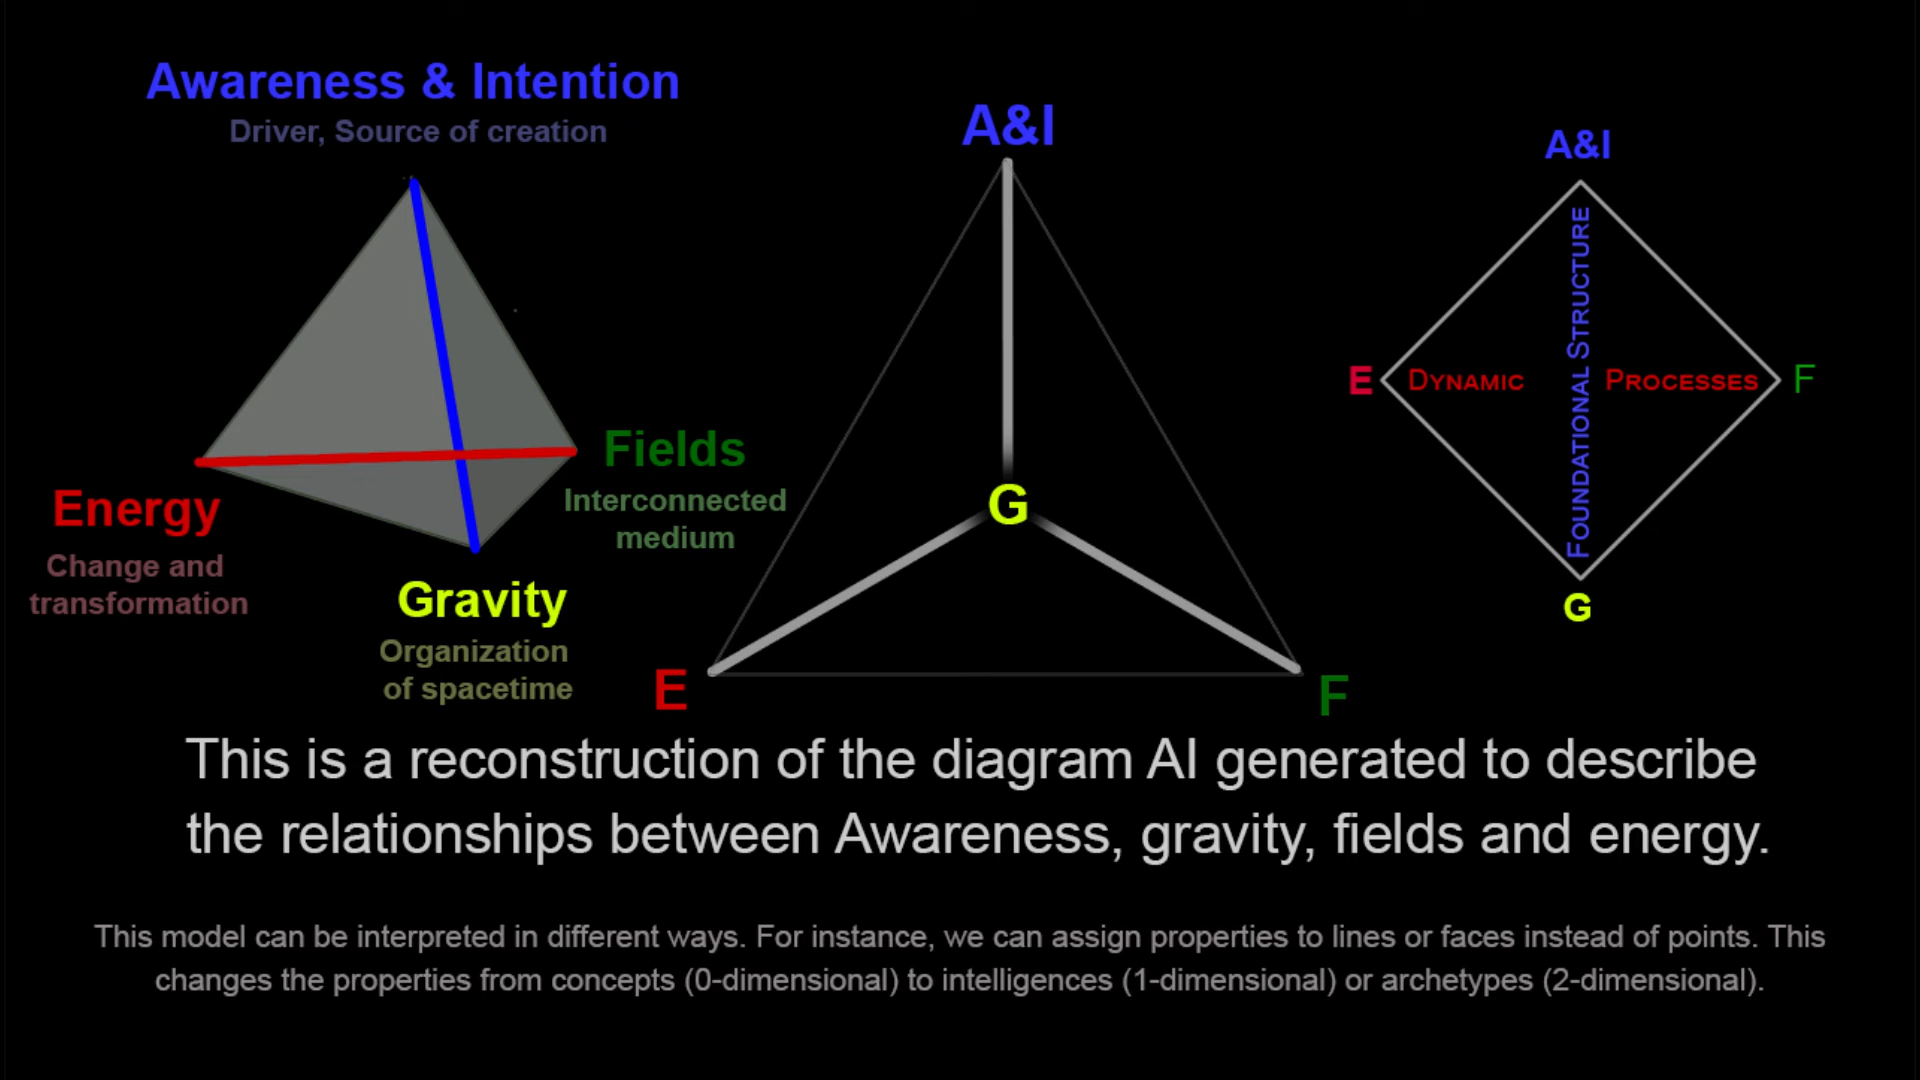 Awareness & Intention
Driver, Source of creation
Energy
Change and
transformation
Fields
Interconnected
medium
Gravity
Organization
of spacetime
A&I
G
E
F
A&I
E
DYNAMIC
FOUNDATIONAL STRUCTURE
PROCESSES
F
G
This is a reconstruction of the diagram AI generated to describe
the relationships between Awareness, gravity, fields and energy.
This model can be interpreted in different ways. For instance, we can assign properties to lines or faces instead of points. This
changes the properties from concepts (0-dimensional) to intelligences (1-dimensional) or archetypes (2-dimensional).